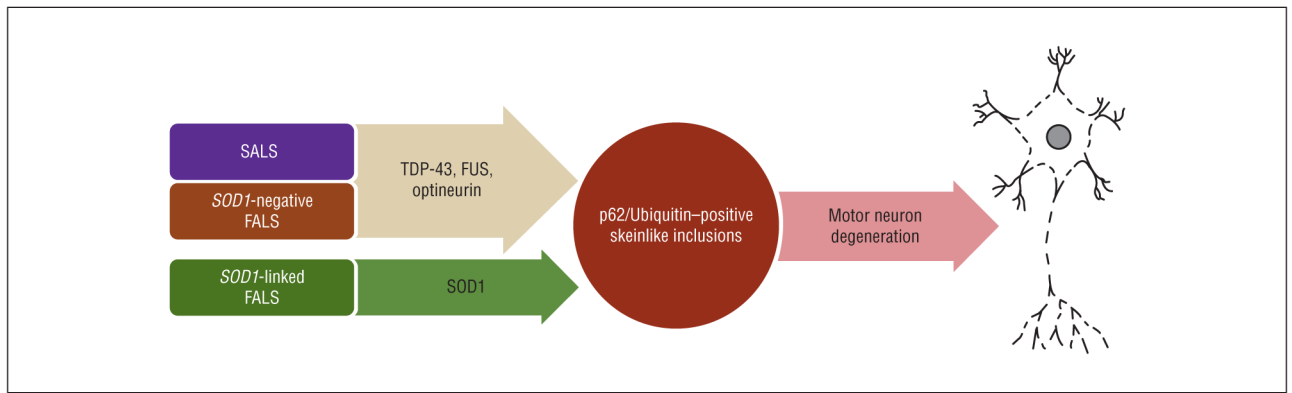 SALS
SOD1-negative
FALS
SOD1-linked
FALS
TDP-43, FUS,
optineurin
SOD1
p62/Ubiquitin–positive
skeinlike inclusions
Motor neuron
degeneration